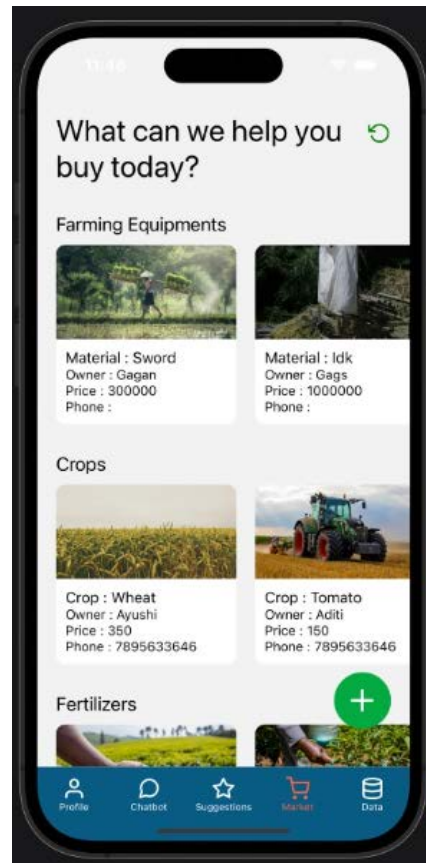 11:46
What can we help you
buy today?
Farming Equipments
Material : Sword
Owner : Gagan
Price : 300000
Phone :
Material : Idk
Owner : Gags
Price : 1000000
Phone :
Crops
Crop : Wheat
Owner : Ayushi
Price : 350
Phone : 7895633646
Crop : Tomato
Owner : Aditi
Price : 150
Phone : 7895633646
Fertilizers
Profile
Chatbot
Suggestions
Market
Data